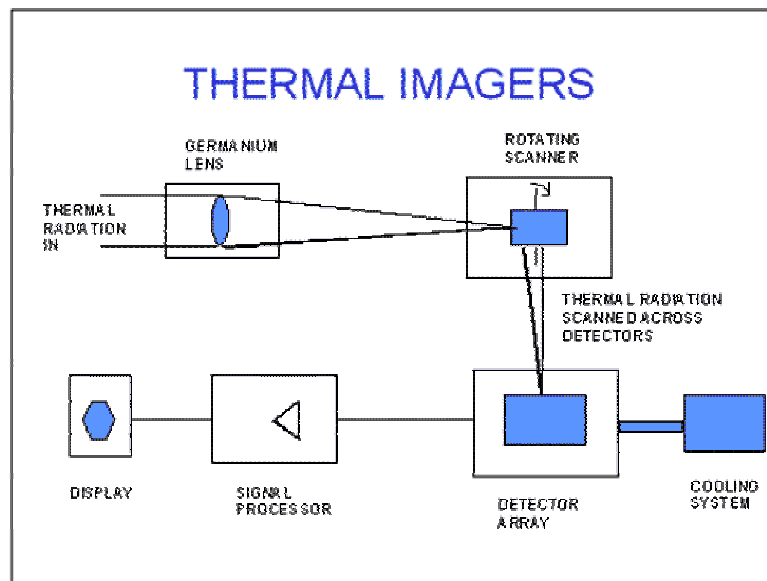 THERMAL IMAGERS
GERMANIUM
LENS
ROTATING
SCANNER
THERMAL
RADIATION
IN
THERMAL RADIATION
SCANNED ACROSS
DETECTORS
DISPLAY
SIGNAL
PROCESSOR
DETECTOR
ARRAY
COOLING
SYSTEM